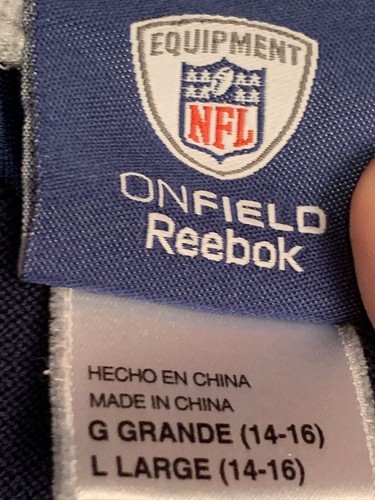 EQUIPMENT
NFL
ONFIELD
Reebok
HECHO EN CHINA
MADE IN CHINA
G GRANDE (14-16)
L LARGE (14-16)